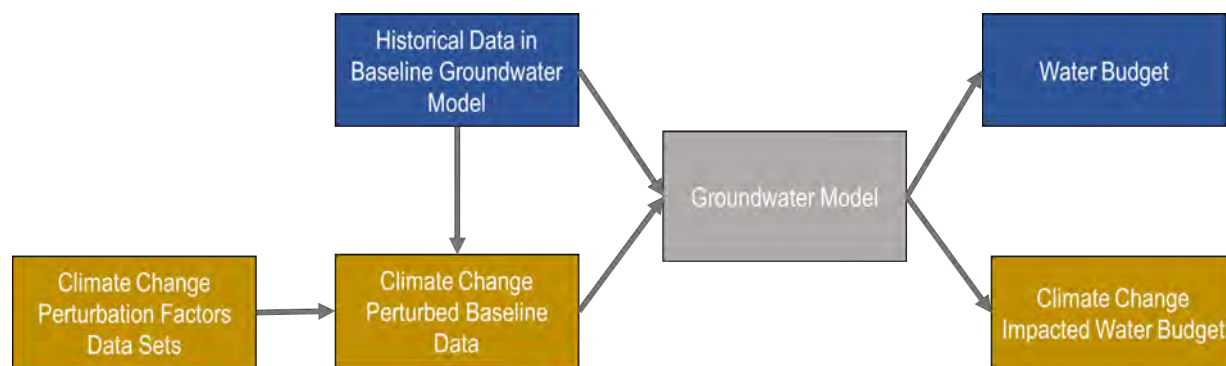 Historical Data in
Baseline Groundwater
Model
Water Budget
Groundwater Model
Climate Change
Perturbation Factors
Data Sets
Climate Change
Perturbed Baseline
Data
Climate Change
Impacted Water Budget